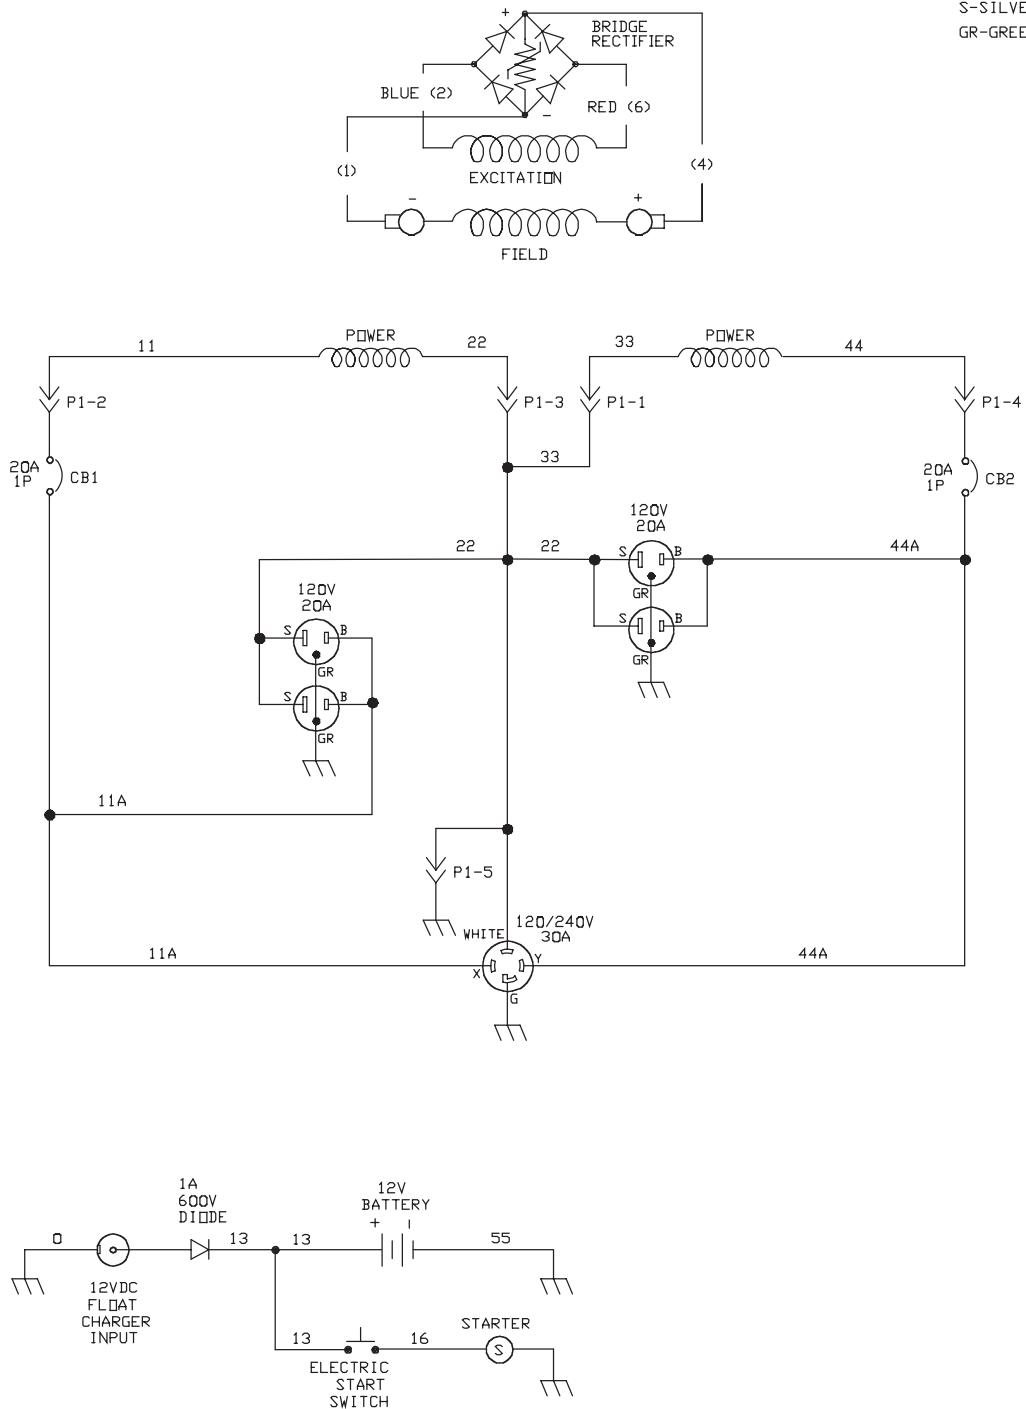 S-SILVE
GR-GREE
+
BRIDGE
RECTIFIER
BLUE (2)
RED (6)
-
(1)
(4)
EXCITATION
-
+
FIELD
POWER
POWER
11
22
33
44
P1-2
P1-3
P1-1
P1-4
33
20A
1P
CB1
20A
1P
CB2
120V
20A
22
22
S
B
44A
GR
120V
20A
S
B
S
B
GR
GR
S
B
GR
11A
P1-5
120/240V
30A
WHITE
11A
X
Y
44A
G
1A
600V
DIODE
12V
BATTERY
+
-
0
13
13
55
12VDC
FLOAT
CHARGER
INPUT
STARTER
13
16
S
ELECTRIC
START
SWITCH